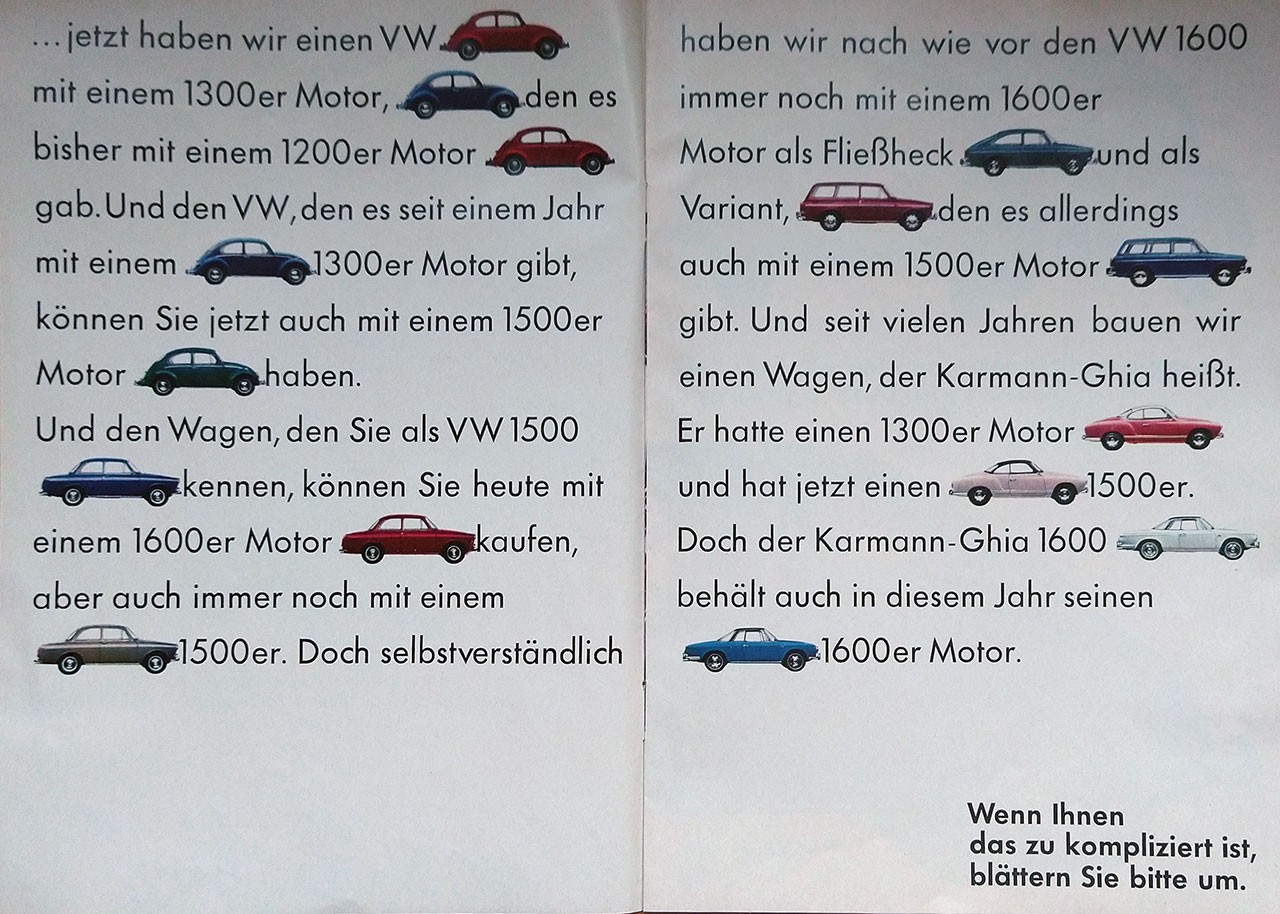 ...jetzt haben wir einen VW
mit einem 1300er Motor, den es
bisher mit einem 1200er Motor
gab. Und den VW, den es seit einem Jahr
mit einem 1300er Motor gibt,
können Sie jetzt auch mit einem 1500er
Motor haben.
Und den Wagen, den Sie als VW 1500
kennen, können Sie heute mit
einem 1600er Motor kaufen,
aber auch immer noch mit einem
1500er. Doch selbstverständlich
haben wir nach wie vor den VW 1600
immer noch mit einem 1600er
Motor als Fließheck und als
Variant, den es allerdings
auch mit einem 1500er Motor
gibt. Und seit vielen Jahren bauen wir
einen Wagen, der Karmann-Ghia heißt.
Er hatte einen 1300er Motor
und hat jetzt einen 1500er.
Doch der Karmann-Ghia 1600
behält auch in diesem Jahr seinen
1600er Motor.
Wenn Ihnen
das zu kompliziert ist,
blättern Sie bitte um.